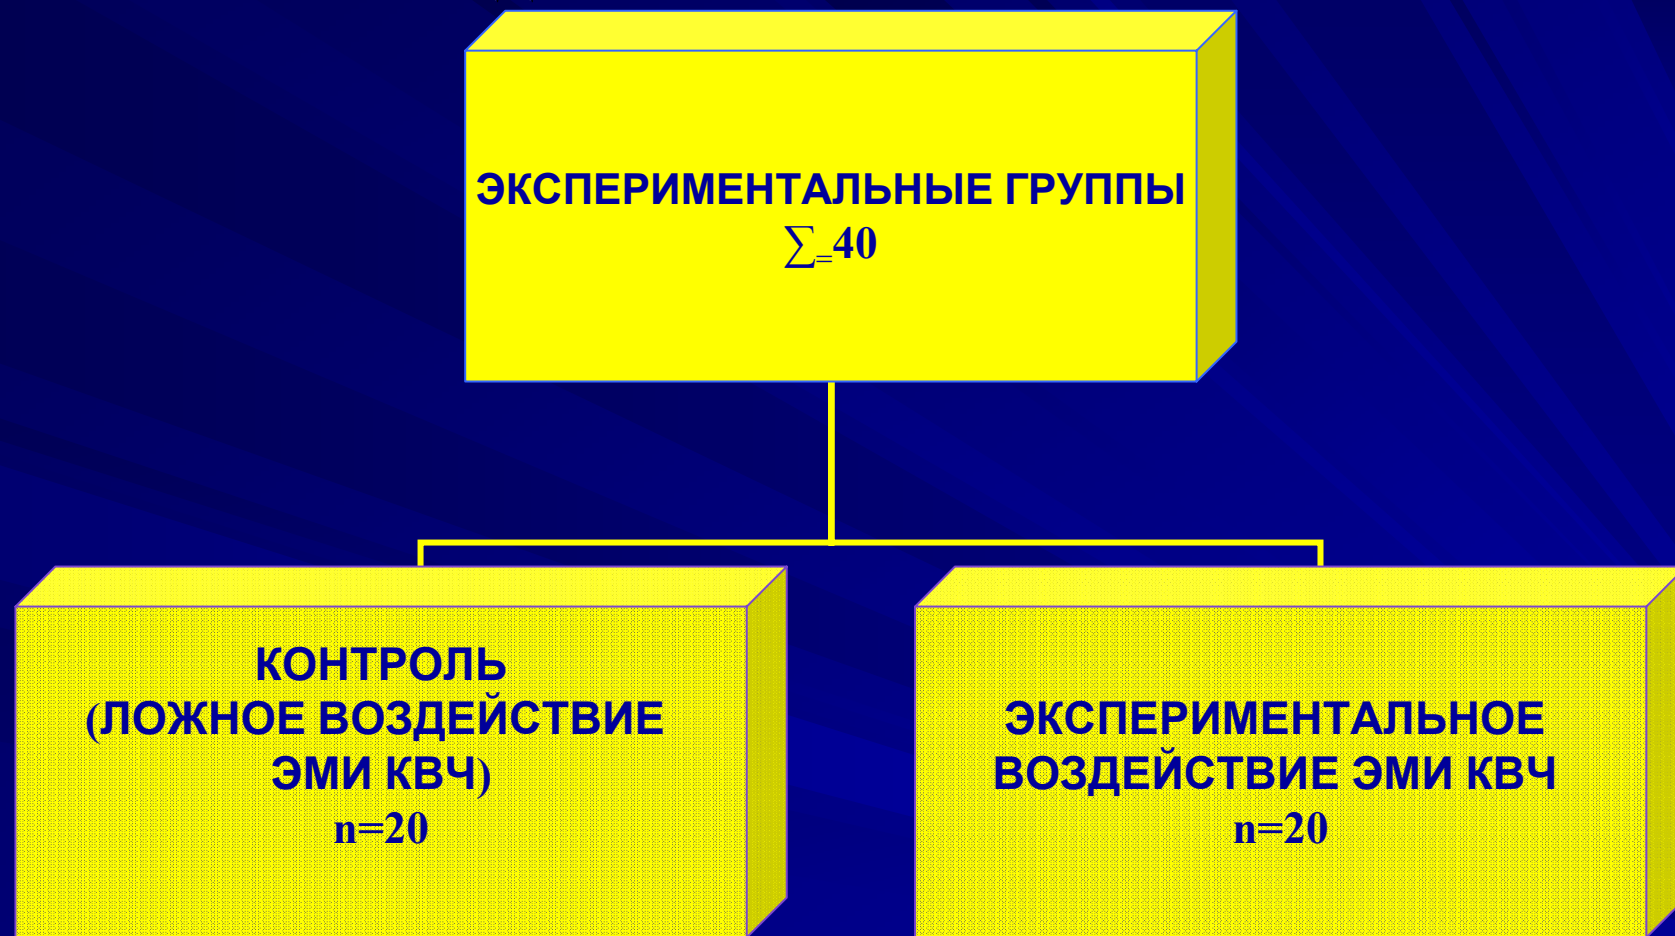 ЭКСПЕРИМЕНТАЛЬНЫЕ ГРУППЫ
∑=40
КОНТРОЛЬ
(ЛОЖНОЕ ВОЗДЕЙСТВИЕ
ЭМИ КВЧ)
n=20
ЭКСПЕРИМЕНТАЛЬНОЕ
ВОЗДЕЙСТВИЕ ЭМИ КВЧ
n=20